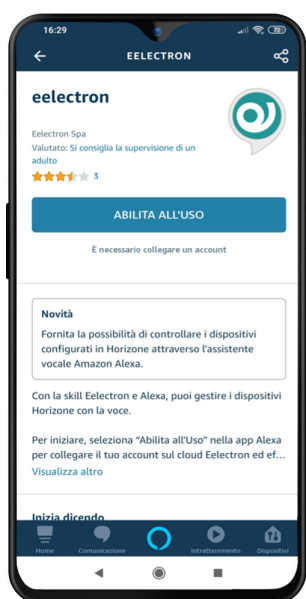 16:29
72
EELECTRON
eelectron
Eelectron Spa
Valutato: Si consiglia la supervisione di un
adulto
3
ABILITA ALL'USO
È necessario collegare un account
Novità
Fornita la possibilità di controllare i dispositivi
configurati in Horizone attraverso l'assistente
vocale Amazon Alexa.
Con la skill Eelectron e Alexa, puoi gestire i dispositivi
Horizone con la voce.
Per iniziare, seleziona "Abilita all'Uso" nella app Alexa
per collegare il tuo account sul cloud Eelectron ed ef...
Visualizza altro
Inizia dicendo
Home Comunicazione Intrattenimento Dispositivi